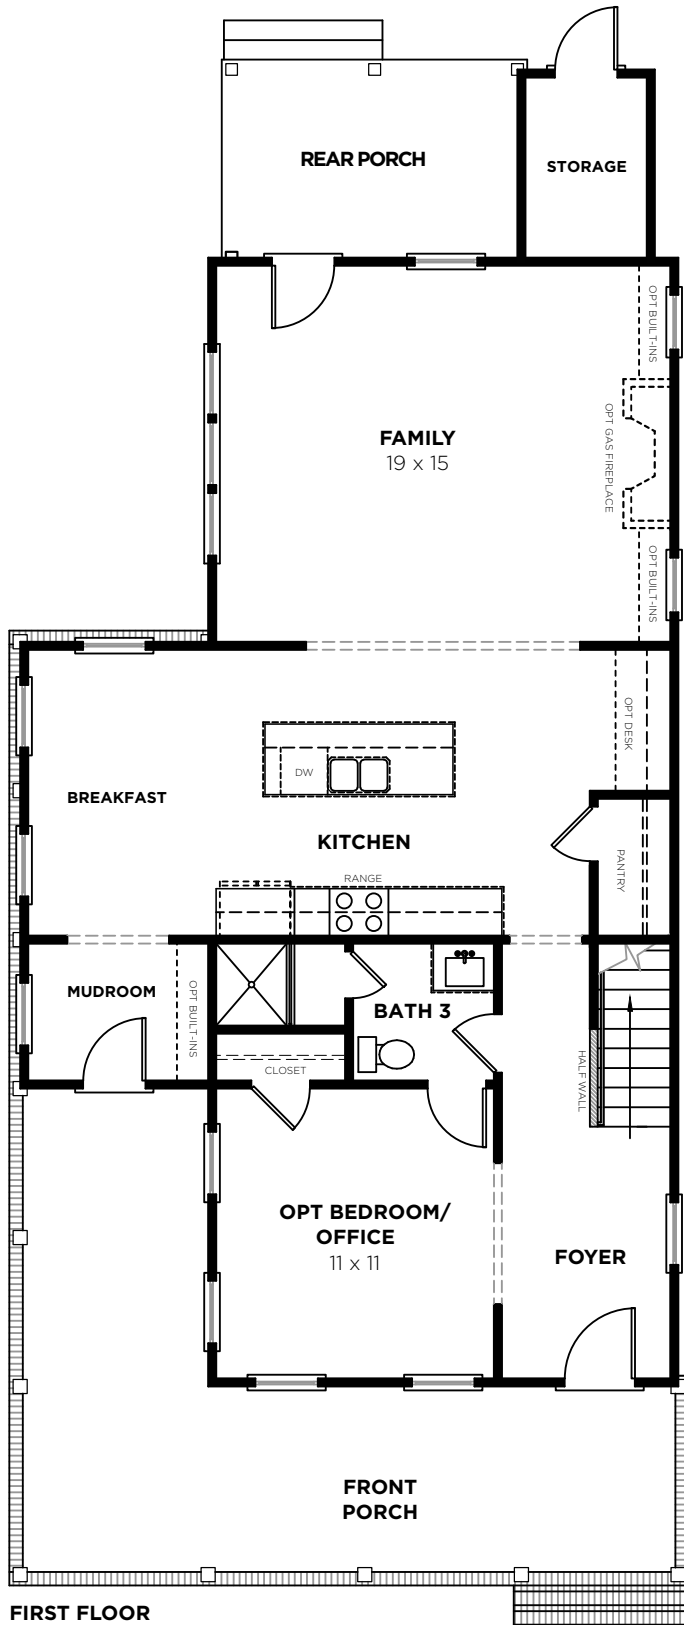 REAR PORCH
STORAGE
OPT BUILT-INS
FAMILY
19 x 15
OPT GAS FIREPLACE
OPT BUILT-INS
OPT DESK
DW
BREAKFAST
KITCHEN
RANGE
PANTRY
MUDROOM
OPT BUILT-INS
BATH 3
CLOSET
HALF WALL
OPT BEDROOM/
OFFICE
11 x 11
FOYER
FRONT
PORCH
FIRST FLOOR